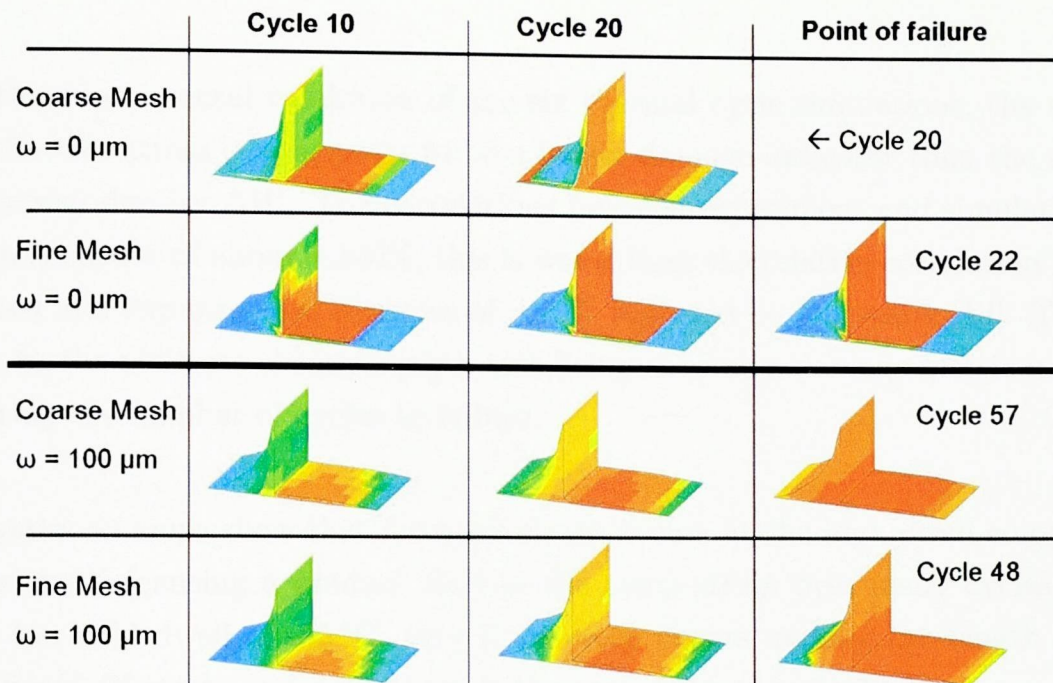 Cycle 10 Cycle 20 Point of failure
Coarse Mesh
ω = 0 μm
← Cycle 20
Fine Mesh
ω = 0 μm
Cycle 22
Coarse Mesh
ω = 100 μm
Cycle 57
Fine Mesh
ω = 100 μm
Cycle 48